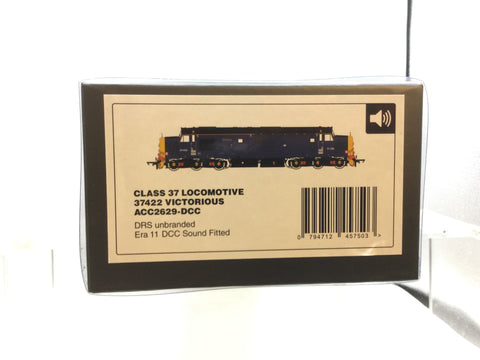 CLASS 37 LOCOMOTIVE
37422 VICTORIOUS
ACC2629-DCC
DRS unbranded
Era 11 DCC Sound Fitted
0 794712 457503 >